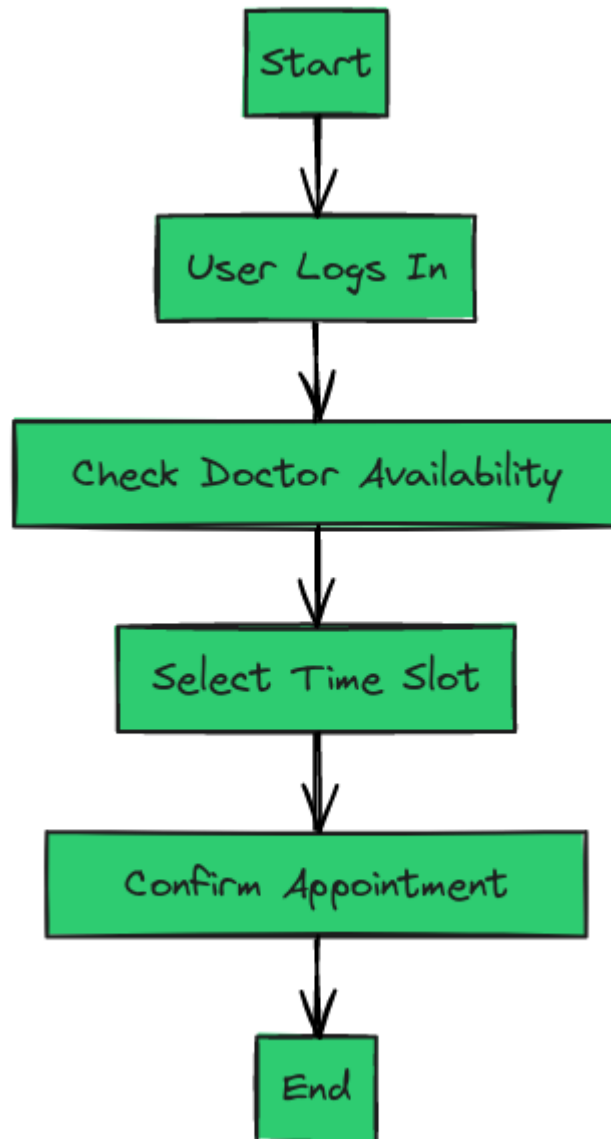 Start
User Logs In
Check Doctor Availability
Select Time Slot
Confirm Appointment
End